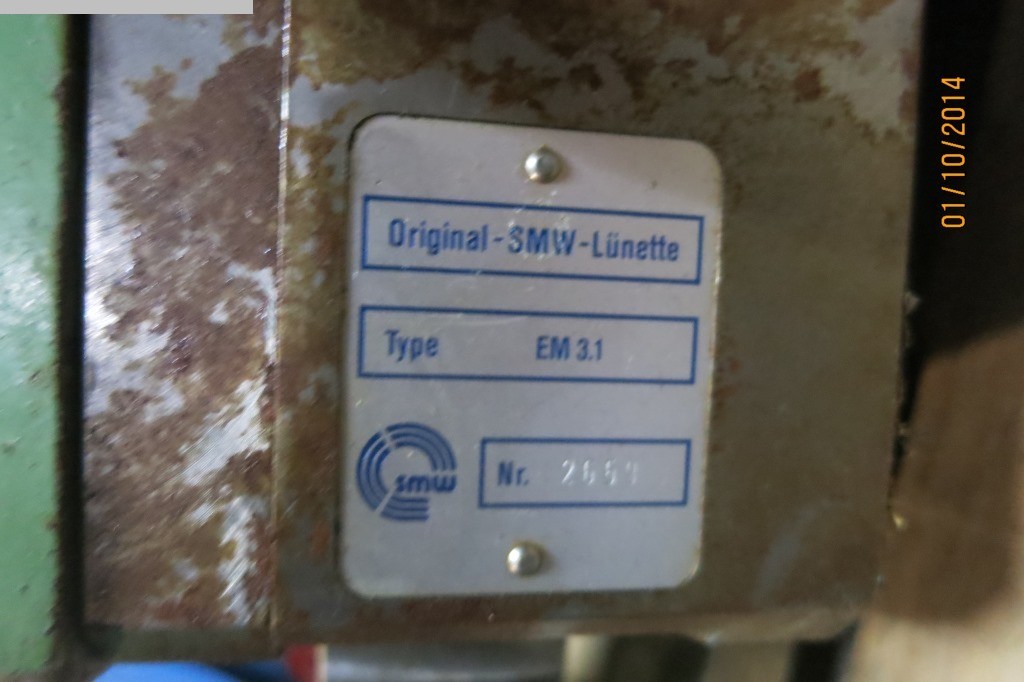 Original-SMW-Lünette
Type EM 3.1
smw
Nr.
01/10/2014